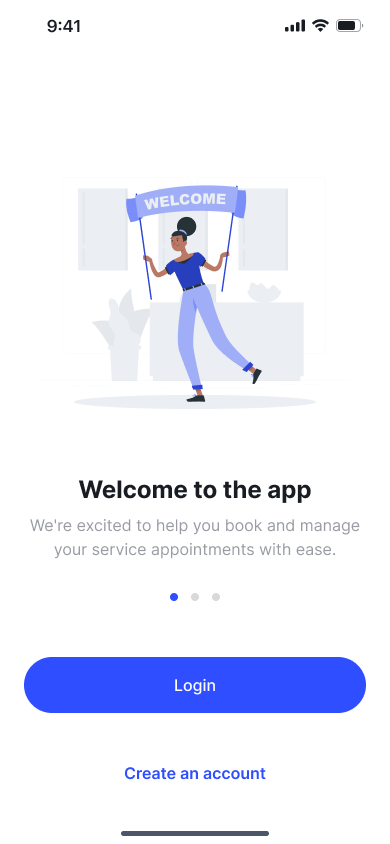 9:41
WELCOME
Welcome to the app
We're excited to help you book and manage
your service appointments with ease.
Login
Create an account